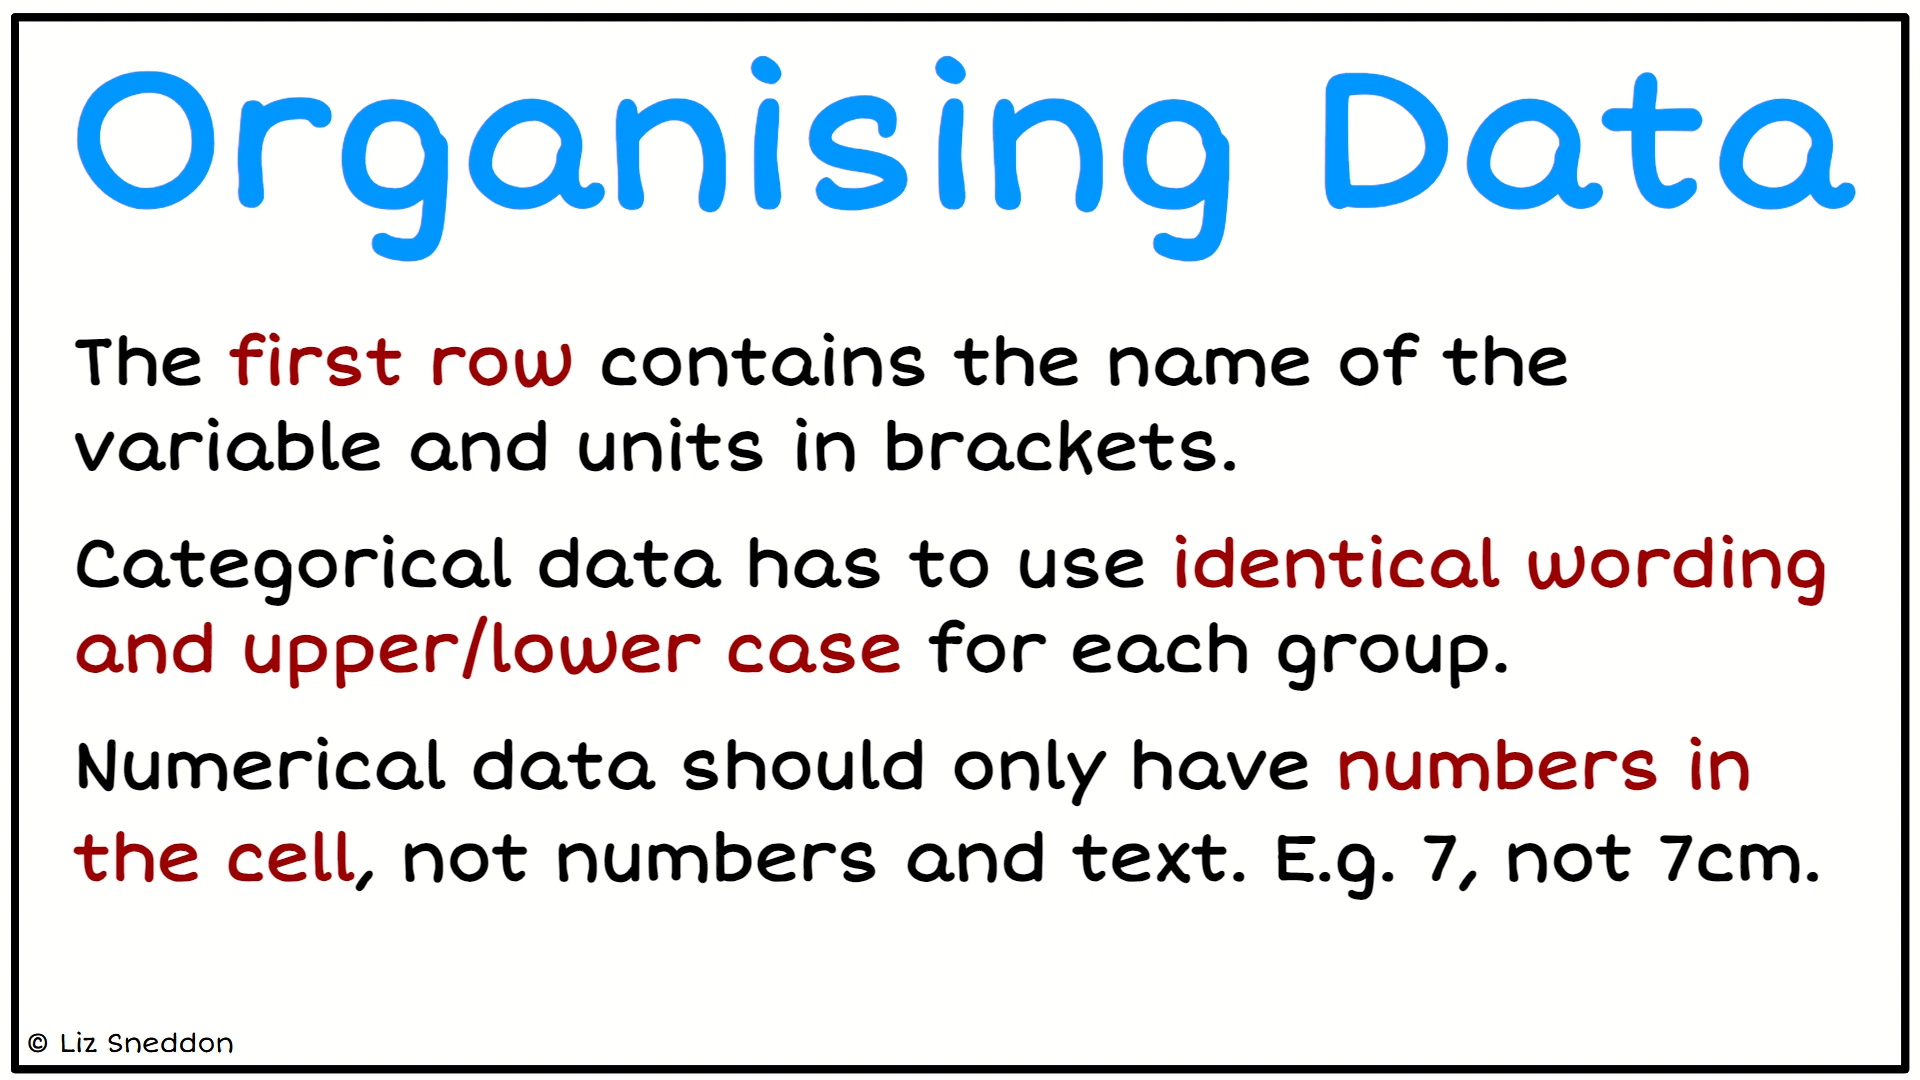 Organising Data
The first row contains the name of the
variable and units in brackets.
Categorical data has to use identical wording
and upper/lower case for each group.
Numerical data should only have numbers in
the cell, not numbers and text. E.g. 7, not 7cm.
© Liz Sneddon